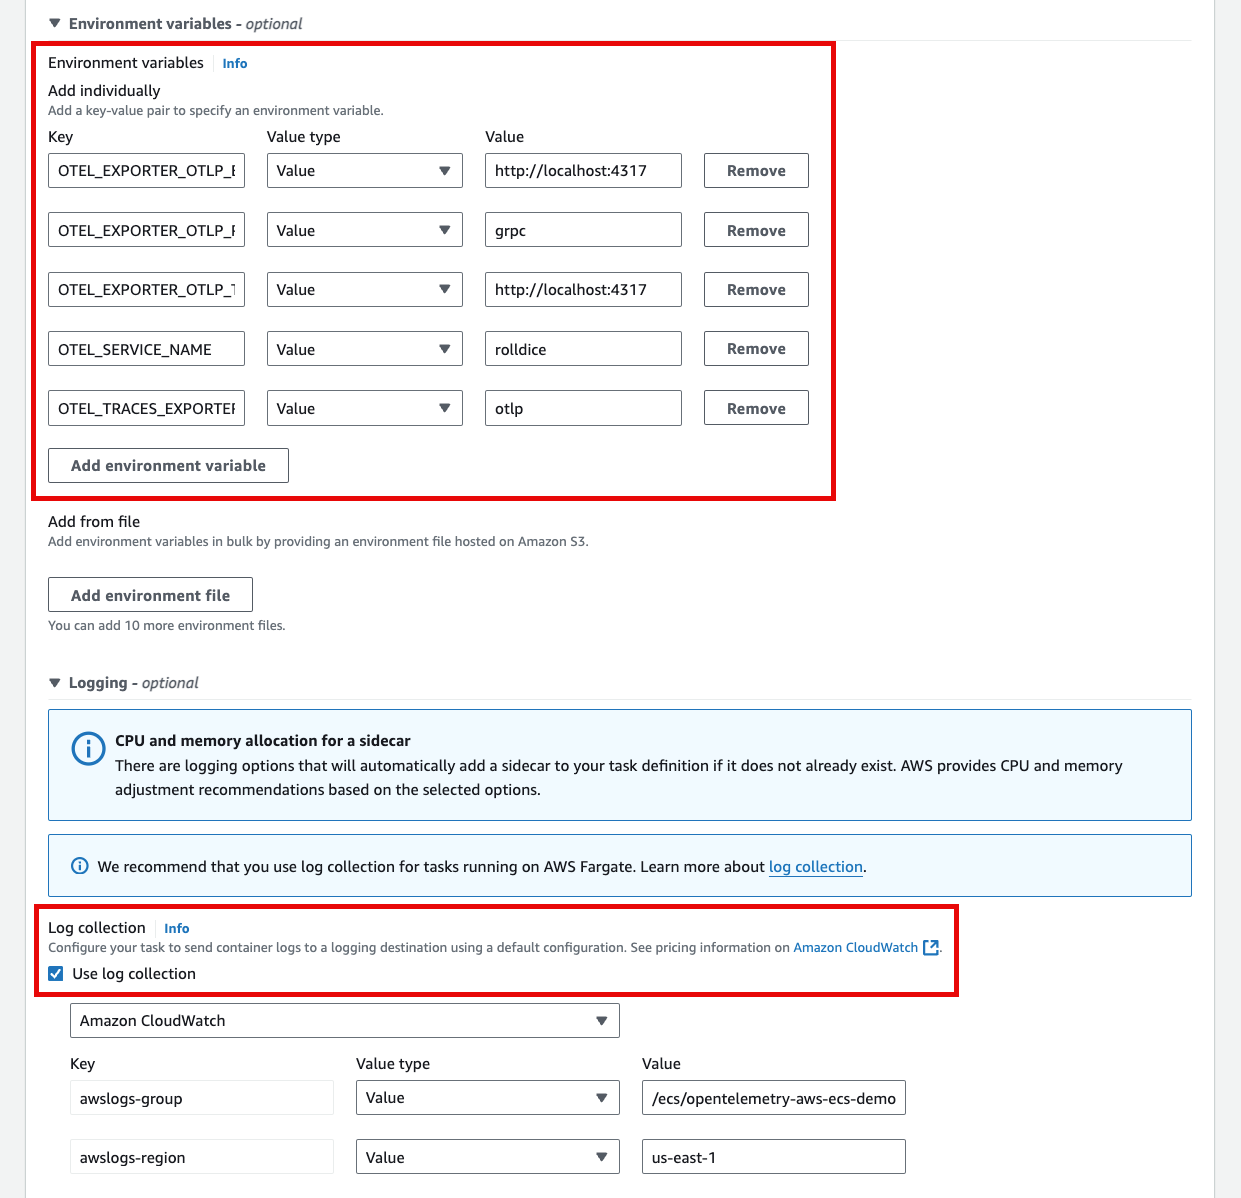 Environment variables - optional
Environment variables Info
Add individually
Add a key-value pair to specify an environment variable.
Key Value type Value
OTEL_EXPORTER_OTLP_E Value http://localhost:4317 Remove
OTEL_EXPORTER_OTLP_P Value grpc Remove
OTEL_EXPORTER_OTLP_T Value http://localhost:4317 Remove
OTEL_SERVICE_NAME Value rolldice Remove
OTEL_TRACES_EXPORTER Value otlp Remove
Add environment variable
Add from file
Add environment variables in bulk by providing an environment file hosted on Amazon S3.
Add environment file
You can add 10 more environment files.
Logging - optional
CPU and memory allocation for a sidecar
There are logging options that will automatically add a sidecar to your task definition if it does not already exist. AWS provides CPU and memory
adjustment recommendations based on the selected options.
We recommend that you use log collection for tasks running on AWS Fargate. Learn more about log collection.
Log collection Info
Configure your task to send container logs to a logging destination using a default configuration. See pricing information on Amazon CloudWatch.
Use log collection
Amazon CloudWatch
Key Value type Value
awslogs-group Value /ecs/opentelemetry-aws-ecs-demo
awslogs-region Value us-east-1